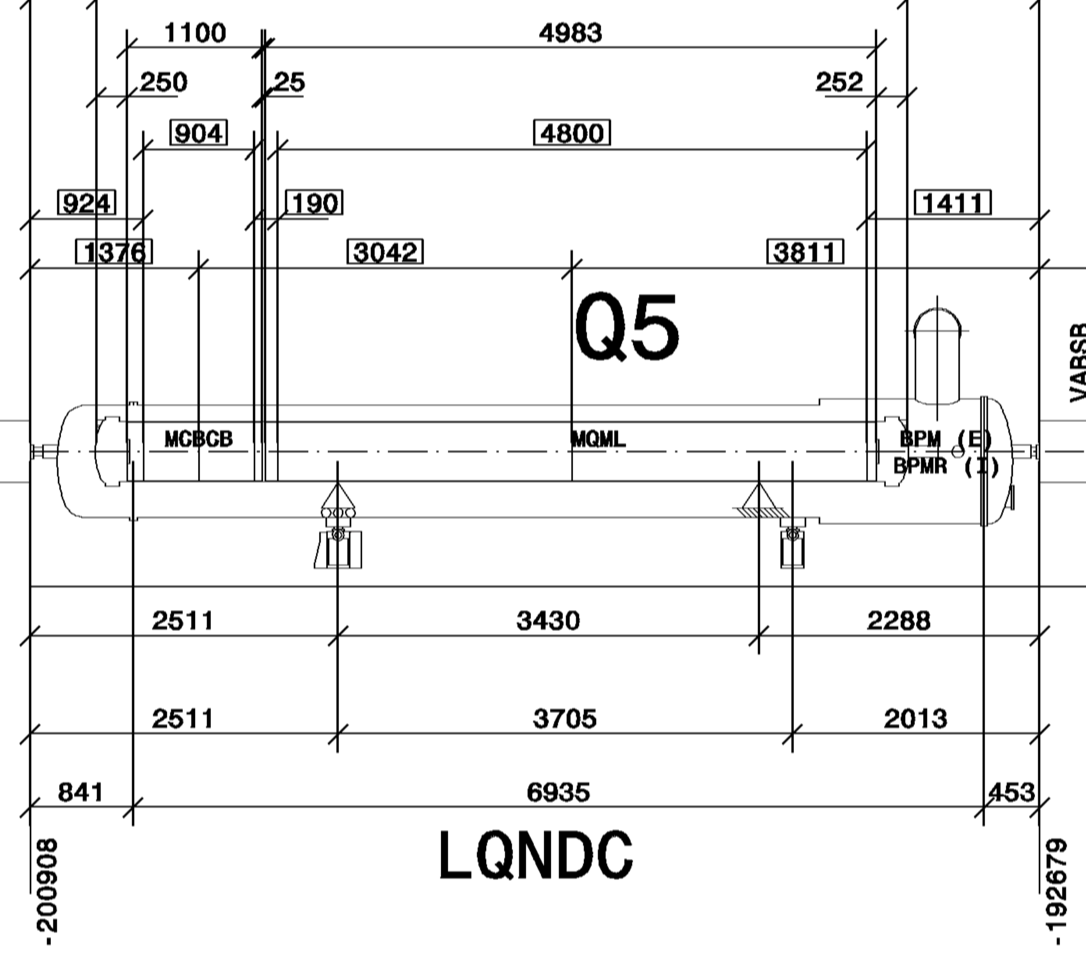 1100 4983
250 25 252
904 4800
924 190 1411
1376 3042 3811
Q5
VABSB
MCBCB MQML BPM (E)
BPMR (I)
2511 3430 2288
2511 3705 2013
841 6935 453
LQNDC
-200908
-192679